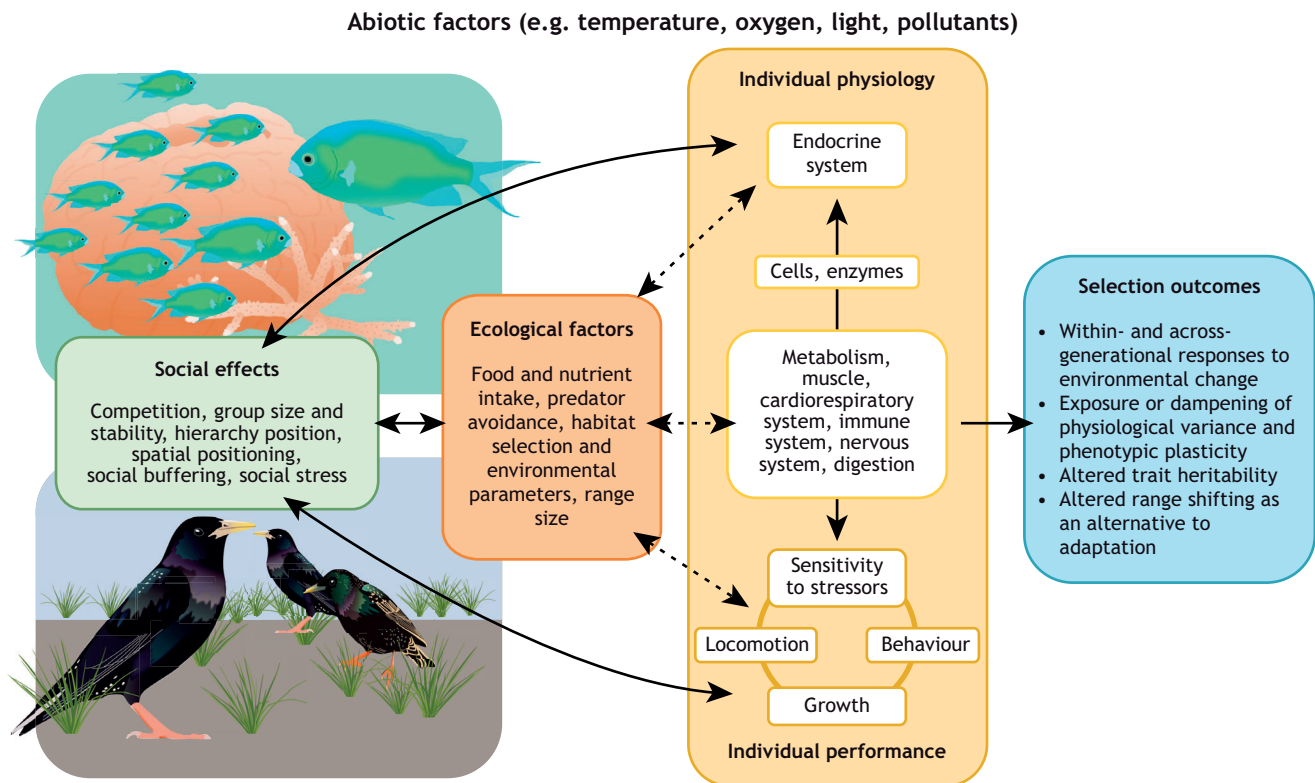 Abiotic factors (e.g. temperature, oxygen, light, pollutants)
Individual physiology
Endocrine
system
Cells, enzymes
Metabolism,
muscle,
cardiorespiratory
system, immune
system, nervous
system, digestion
Sensitivity
to stressors
Locomotion
Behaviour
Growth
Individual performance
Ecological factors
Food and nutrient
intake, predator
avoidance, habitat
selection and
environmental
parameters, range
size
Social effects
Competition, group size and
stability, hierarchy position,
spatial positioning,
social buffering, social stress
Selection outcomes
• Within- and across-
generational responses to
environmental change
• Exposure or dampening of
physiological variance and
phenotypic plasticity
• Altered trait heritability
• Altered range shifting as
an alternative to
adaptation